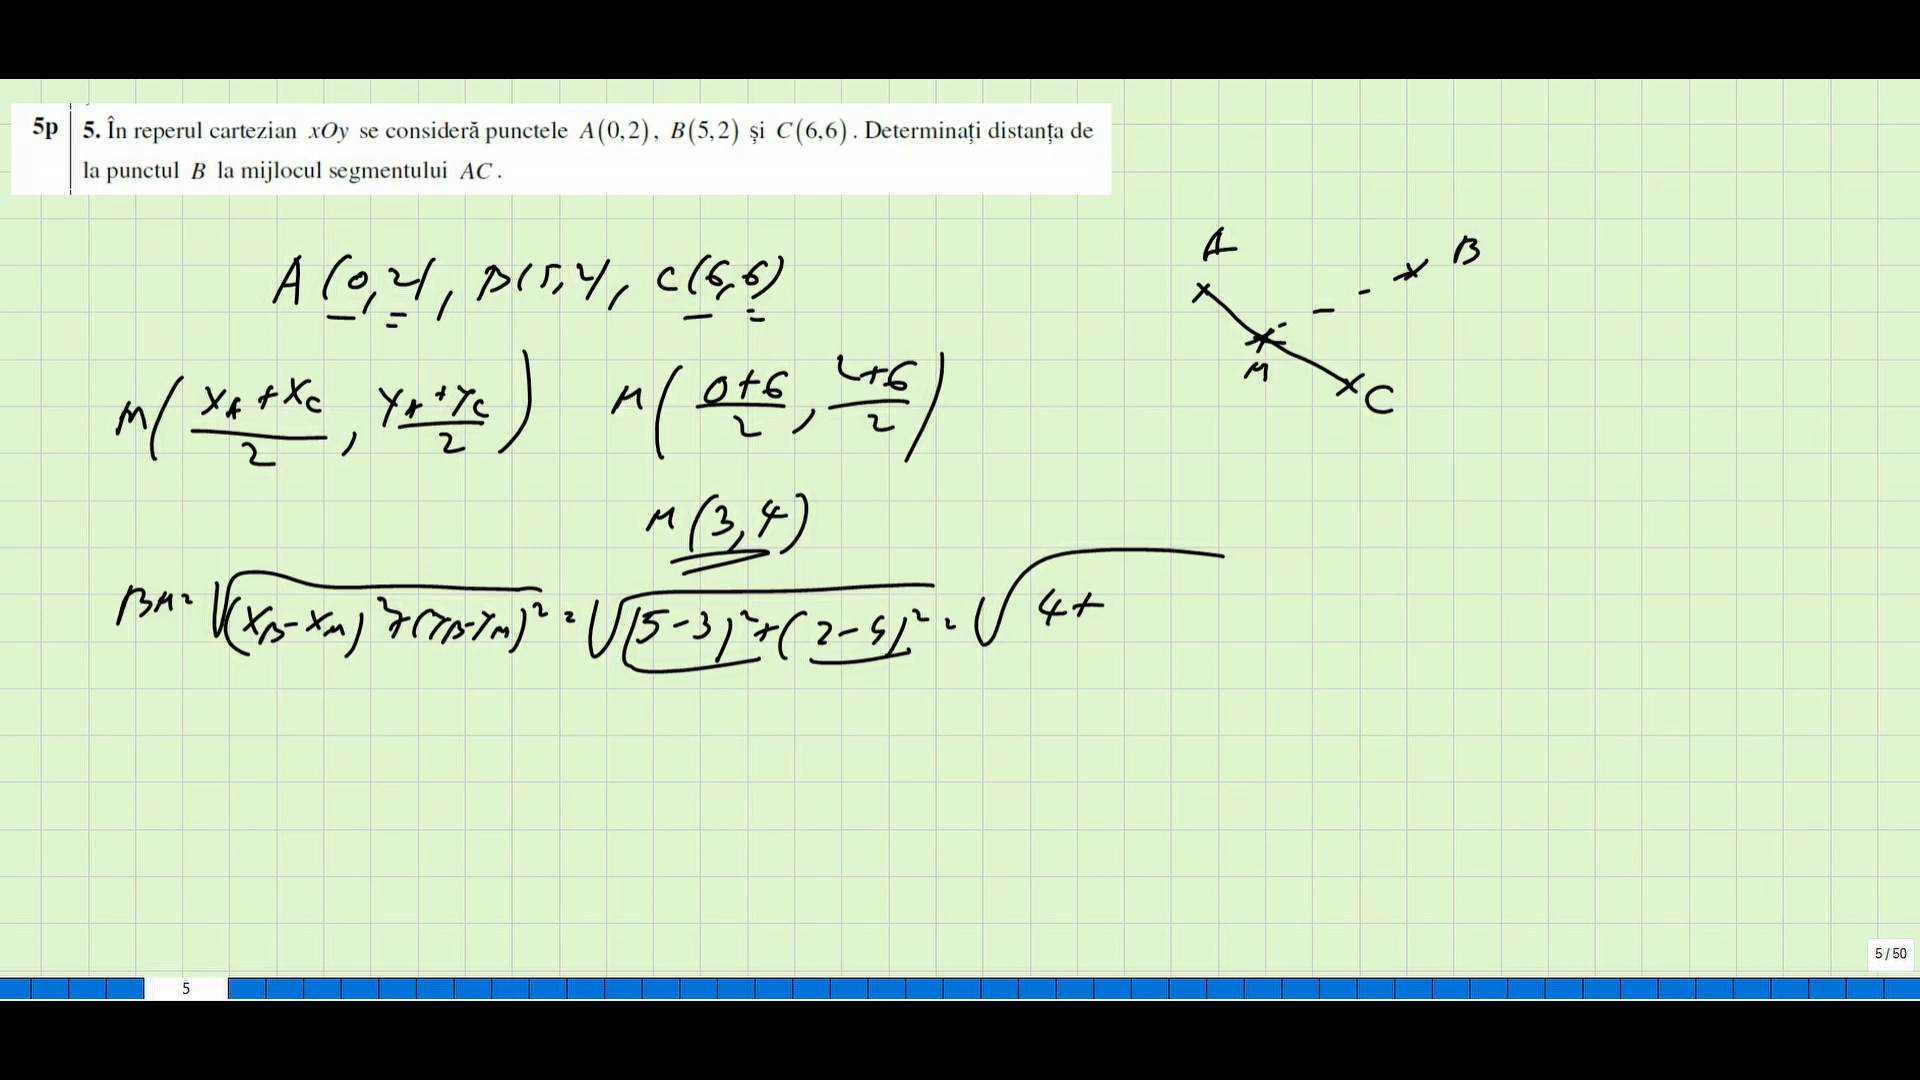 5p 5. În reperul cartezian xOy se consideră punctele A(0,2), B(5,2) și C(6,6). Determinați distanța de
la punctul B la mijlocul segmentului AC.
A B
A(0,2), B(5,2), C(6,6)
M((xA+xC)/2, (yA+yC)/2) M((0+6)/2, (2+6)/2)
M C
M(3,4)
BM=√((xB-xM)²+(yB-yM)²)=√((5-3)²+(2-4)²)=√(4+
5/50
5